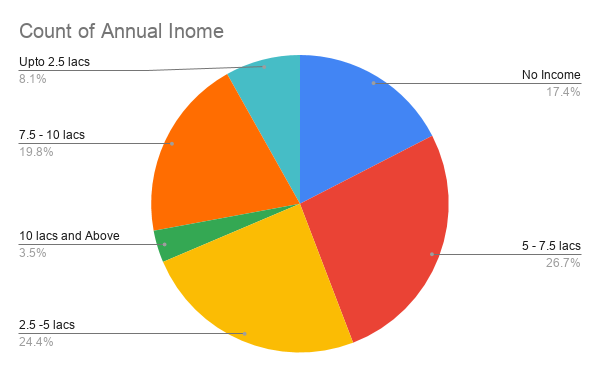 Count of Annual Inome
Upto 2.5 lacs
8.1%
No Income
17.4%
7.5 - 10 lacs
19.8%
10 lacs and Above
3.5%
5 - 7.5 lacs
26.7%
2.5 -5 lacs
24.4%